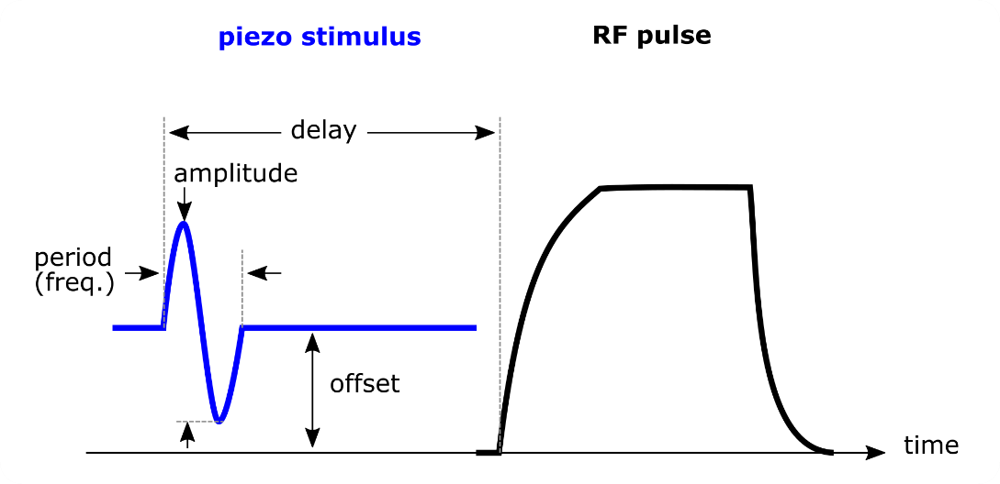 piezo stimulus
RF pulse
delay
amplitude
period
(freq.)
offset
time